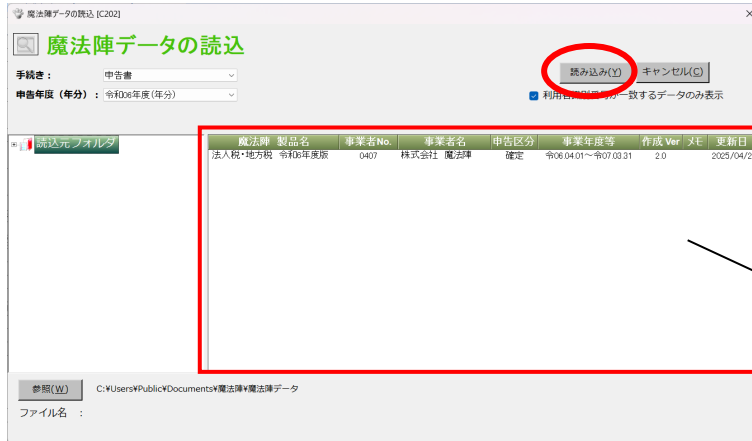 魔法陣データの読込 [C202]
魔法陣データの読込
手続き： 申告書
読み込み(Y) キャンセル(C)
申告年度（年分）： 令和06年度(年分)
利用者識別番号が一致するデータのみ表示
読込元フォルダ
魔法陣 製品名 事業者No. 事業者名 申告区分 事業年度等 作成 Ver メモ 更新日
法人税・地方税 令和6年度版 0407 株式会社 魔法陣 確定 令06.04.01～令07.03.31 2.0 2025/04/2
参照(W) C:¥Users¥Public¥Documents¥魔法陣¥魔法陣データ
ファイル名 ：